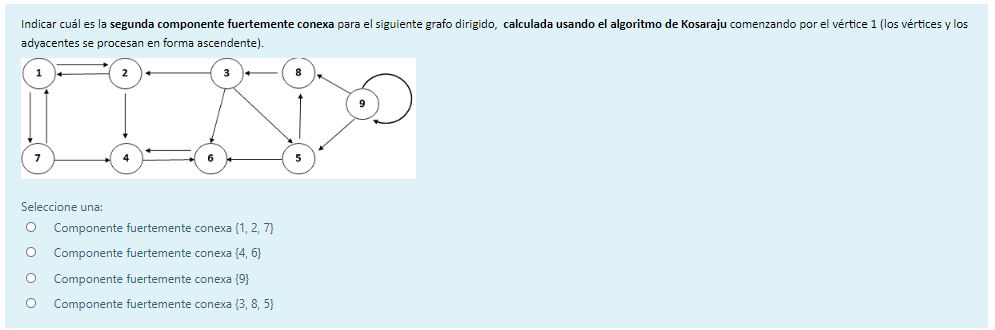 Indicar cuál es la segunda componente fuertemente conexa para el siguiente grafo dirigido, calculada usando el algoritmo de Kosaraju comenzando por el vértice 1 (los vértices y los
adyacentes se procesan en forma ascendente).
1 2 3 8
9
7 4 6 5
Seleccione una:
Componente fuertemente conexa {1, 2, 7}
Componente fuertemente conexa {4, 6}
Componente fuertemente conexa {9}
Componente fuertemente conexa {3, 8, 5}